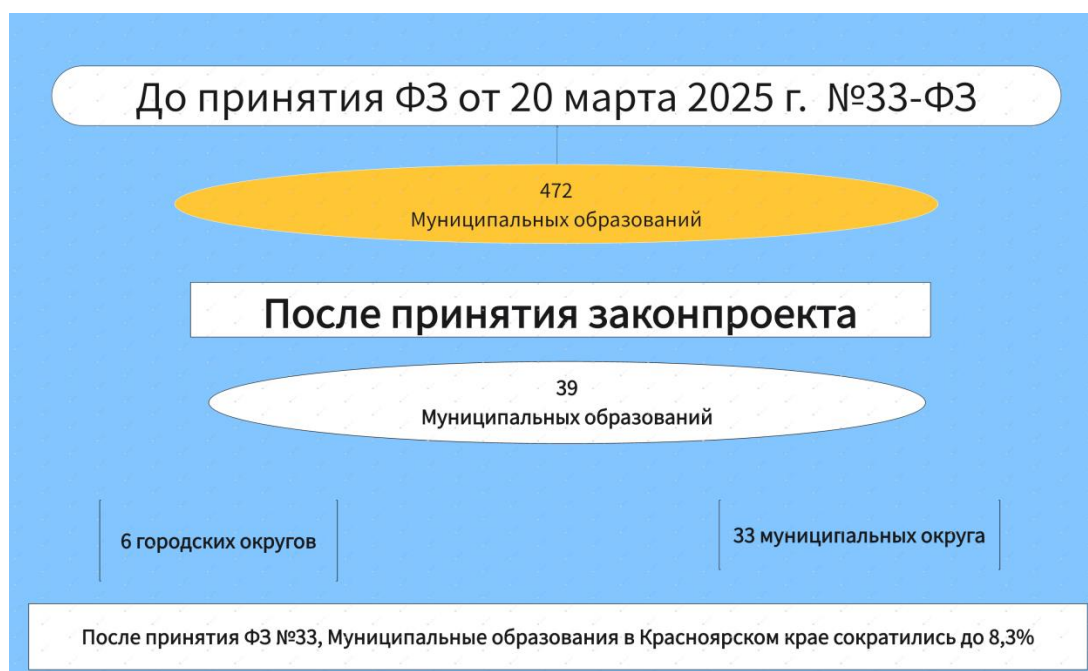 До принятия ФЗ от 20 марта 2025 г. №33-ФЗ
472
Муниципальных образований
После принятия законпроекта
39
Муниципальных образований
6 городских округов
33 муниципальных округа
После принятия ФЗ №33, Муниципальные образования в Красноярском крае сократились до 8,3%